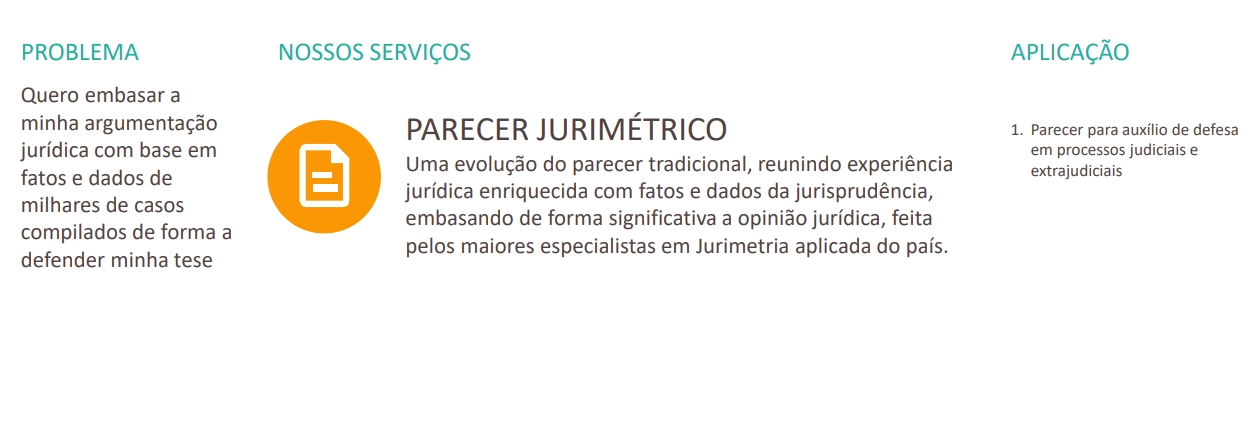 PROBLEMA
Quero embasar a
minha argumentação
jurídica com base em
fatos e dados de
milhares de casos
compilados de forma a
defender minha tese
NOSSOS SERVIÇOS
PARECER JURIMÉTRICO
Uma evolução do parecer tradicional, reunindo experiência
jurídica enriquecida com fatos e dados da jurisprudência,
embasando de forma significativa a opinião jurídica, feita
pelos maiores especialistas em Jurimetria aplicada do país.
APLICAÇÃO
1. Parecer para auxílio de defesa
em processos judiciais e
extrajudiciais